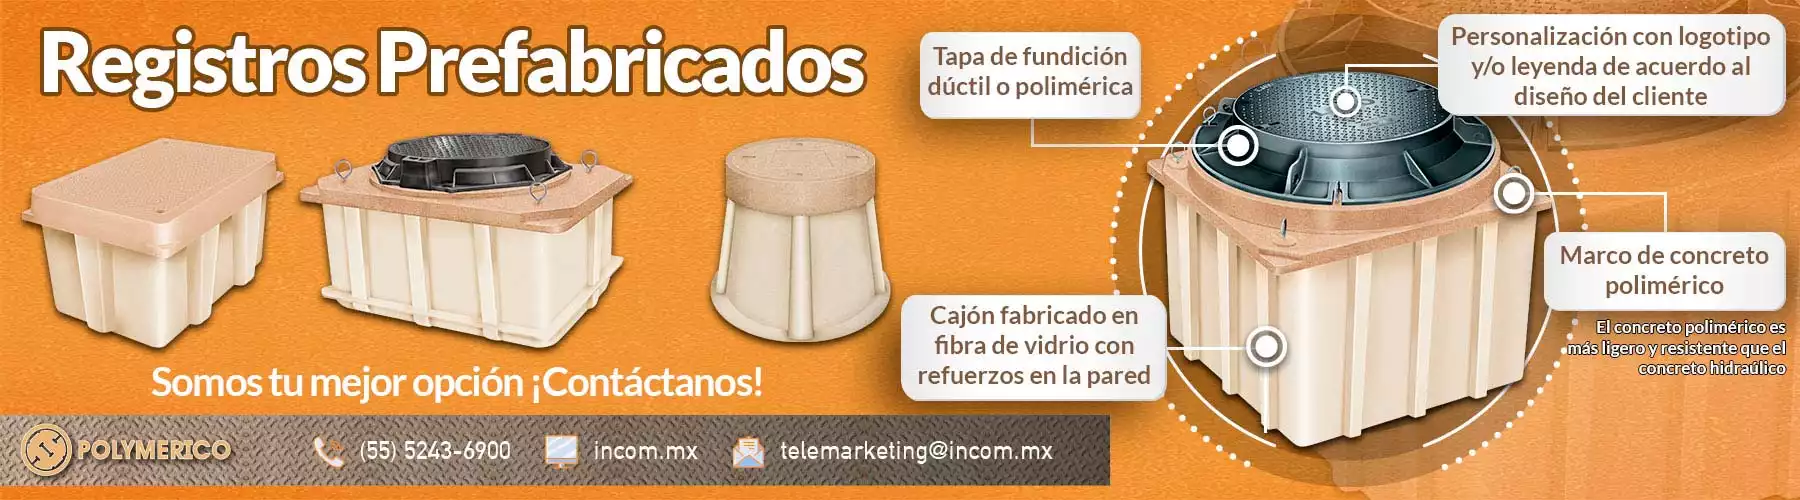 Registros Prefabricados
Somos tu mejor opción ¡Contáctanos!
Tapa de fundición
dúctil o polimérica
Personalización con logotipo
y/o leyenda de acuerdo al
diseño del cliente
Marco de concreto
polimérico
El concreto polimérico es
más ligero y resistente que el
concreto hidraúlico
Cajón fabricado en
fibra de vidrio con
refuerzos en la pared
POLYMERICO
(55) 5243-6900
incom.mx
telemarketing@incom.mx